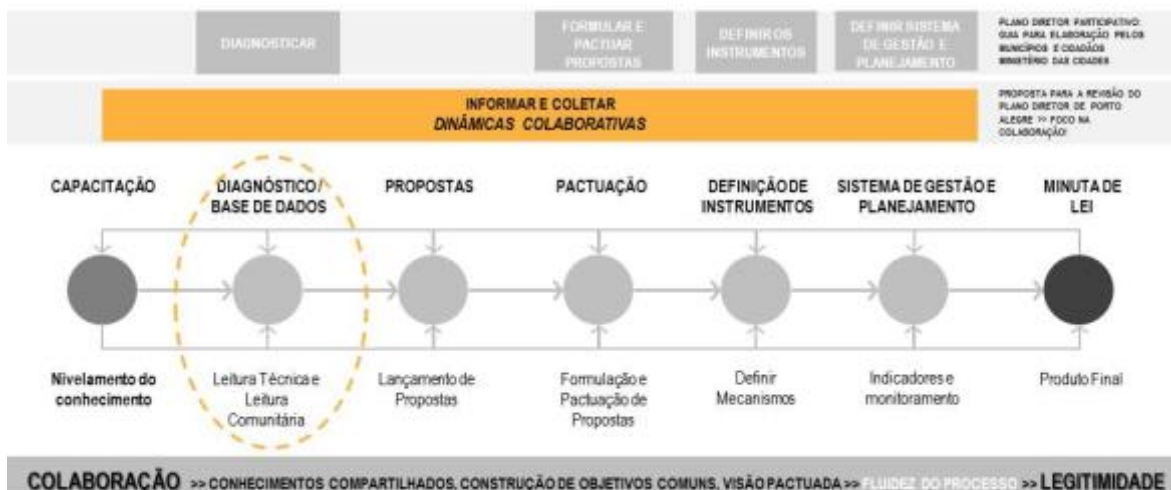 DIAGNOSTICAR
FORMULAR E
PACTUAR
PROPOSTAS
DEFINIR OS
INSTRUMENTOS
DEFINIR SISTEMA
DE GESTÃO E
PLANEJAMENTO
PLANO DIRETOR PARTICIPATIVO:
GUIA PARA ELABORAÇÃO PELOS
MUNICÍPIOS E CIDADÃOS
MINISTÉRIO DAS CIDADES
INFORMAR E COLETAR
DINÂMICAS COLABORATIVAS
PROPOSTA PARA A REVISÃO DO
PLANO DIRETOR DE PORTO
ALEGRE >> FOCO NA
COLABORAÇÃO!
CAPACITAÇÃO
DIAGNÓSTICO /
BASE DE DADOS
PROPOSTAS
PACTUAÇÃO
DEFINIÇÃO DE
INSTRUMENTOS
SISTEMA DE GESTÃO E
PLANEJAMENTO
MINUTA DE
LEI
Nivelamento do
conhecimento
Leitura Técnica e
Leitura
Comunitária
Lançamento de
Propostas
Formulação e
Pactuação de
Propostas
Definir
Mecanismos
Indicadores e
monitoramento
Produto Final
COLABORAÇÃO >> CONHECIMENTOS COMPARTILHADOS, CONSTRUÇÃO DE OBJETIVOS COMUNS, VISÃO PACTUADA >> FLUIDEZ DO PROCESSO >> LEGITIMIDADE